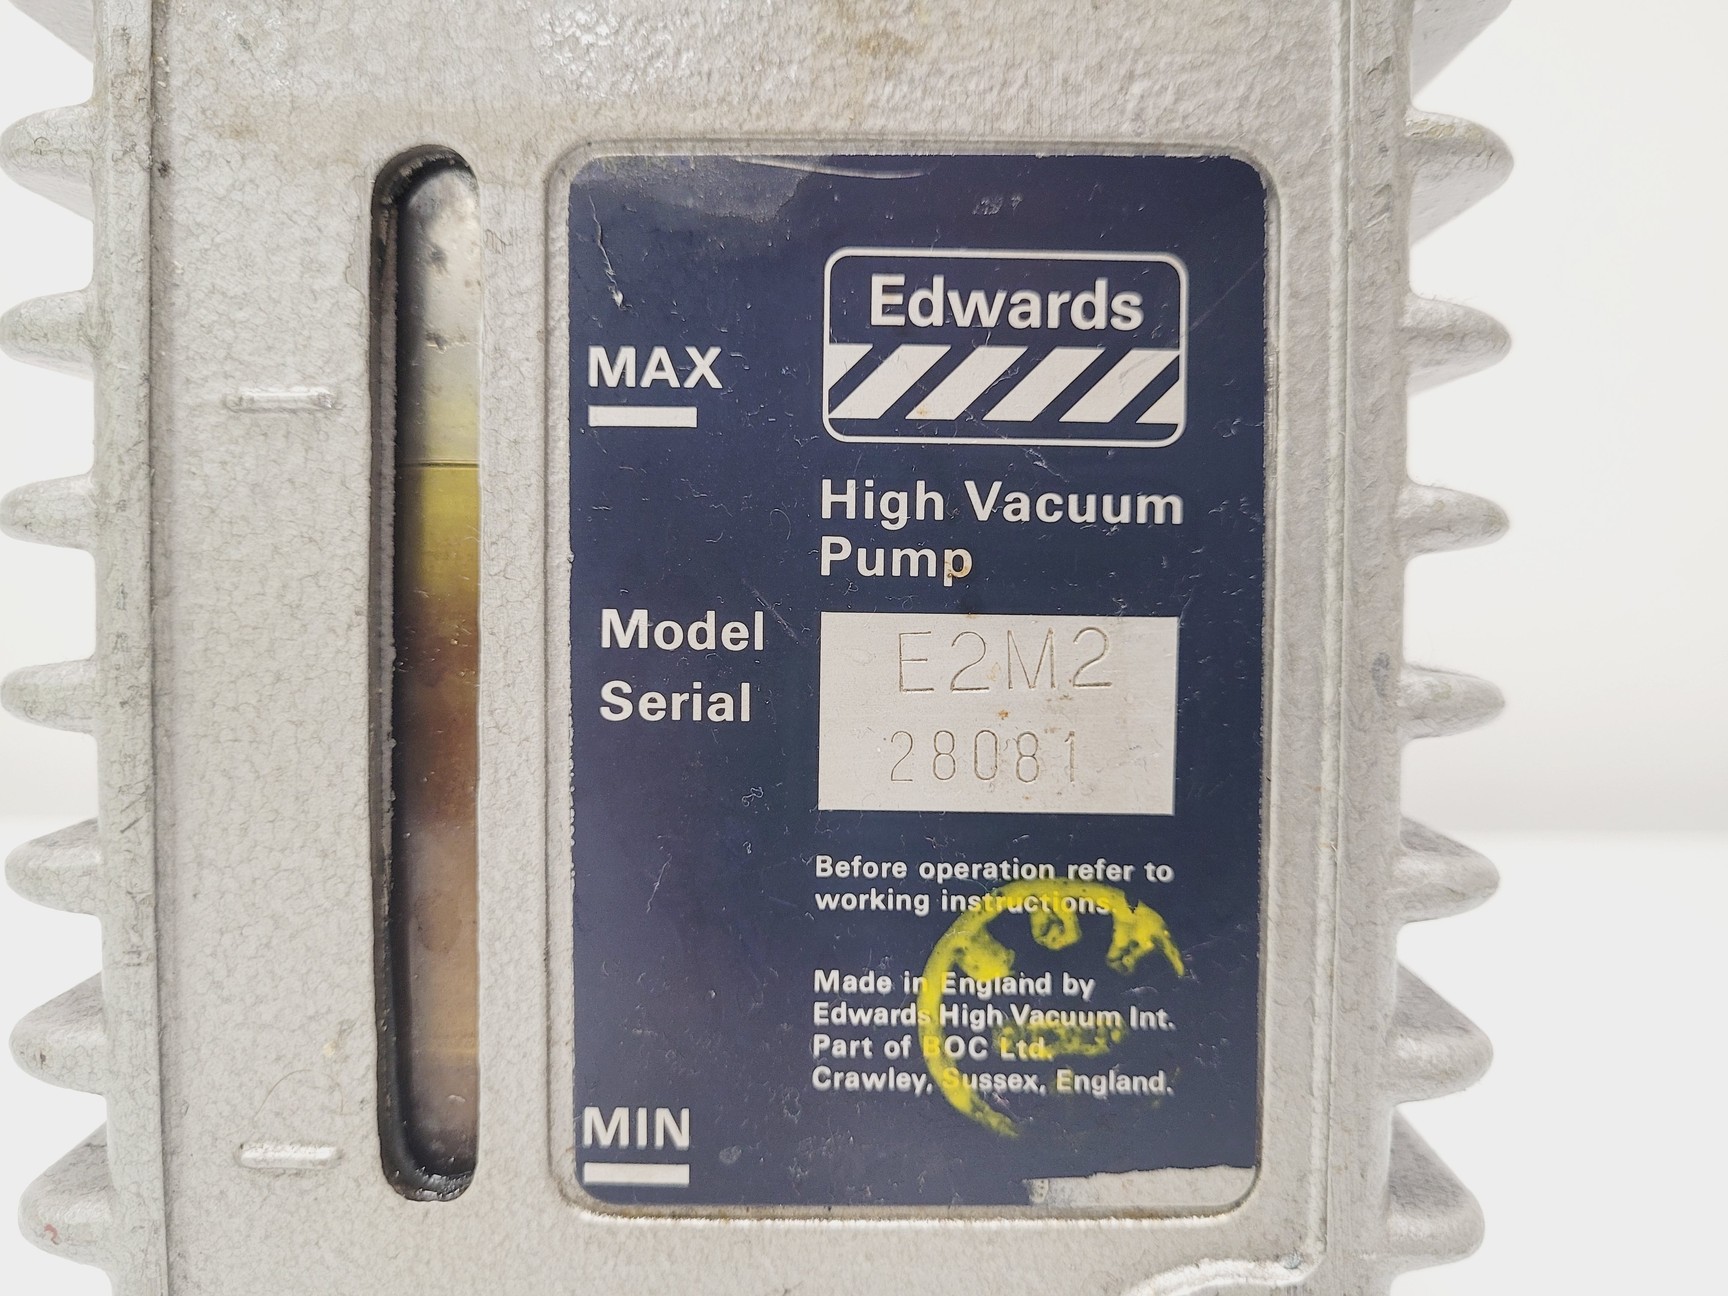 Edwards
MAX
High Vacuum
Pump
Model E2M2
Serial 28081
Before operation refer to
working instructions.
Made in England by
Edwards High Vacuum Int.
Part of BOC Ltd.
Crawley, Sussex, England.
MIN